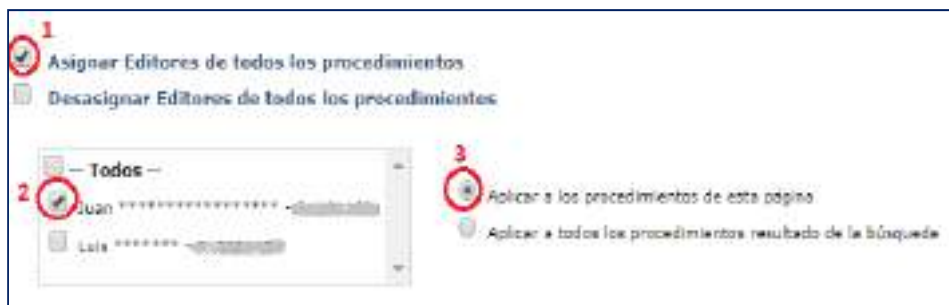 1
Asignar Editores de todos los procedimientos
Desasignar Editores de todos los procedimientos
-- Todos --
2
Juan ***************** -
Luis ******* -
3
Aplicar a los procedimientos de esta página
Aplicar a todos los procedimientos resultado de la búsqueda